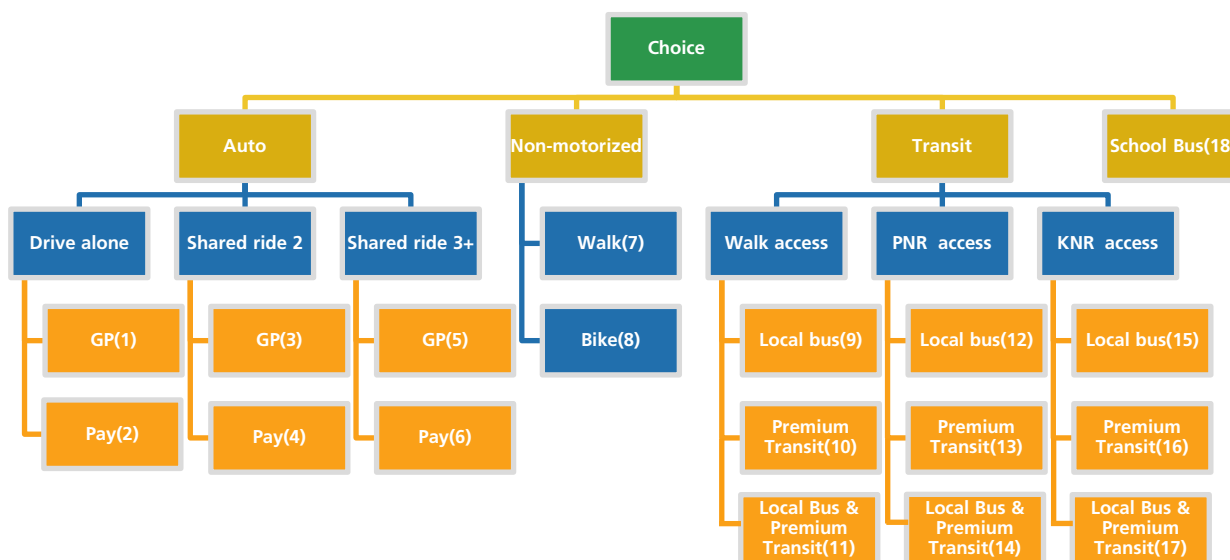 Choice
Auto
Non-motorized
Transit
School Bus(18
Drive alone
Shared ride 2
Shared ride 3+
Walk(7)
Walk access
PNR access
KNR access
GP(1)
GP(3)
GP(5)
Bike(8)
Local bus(9)
Local bus(12)
Local bus(15)
Pay(2)
Pay(4)
Pay(6)
Premium
Transit(10)
Premium
Transit(13)
Premium
Transit(16)
Local Bus &
Premium
Transit(11)
Local Bus &
Premium
Transit(14)
Local Bus &
Premium
Transit(17)